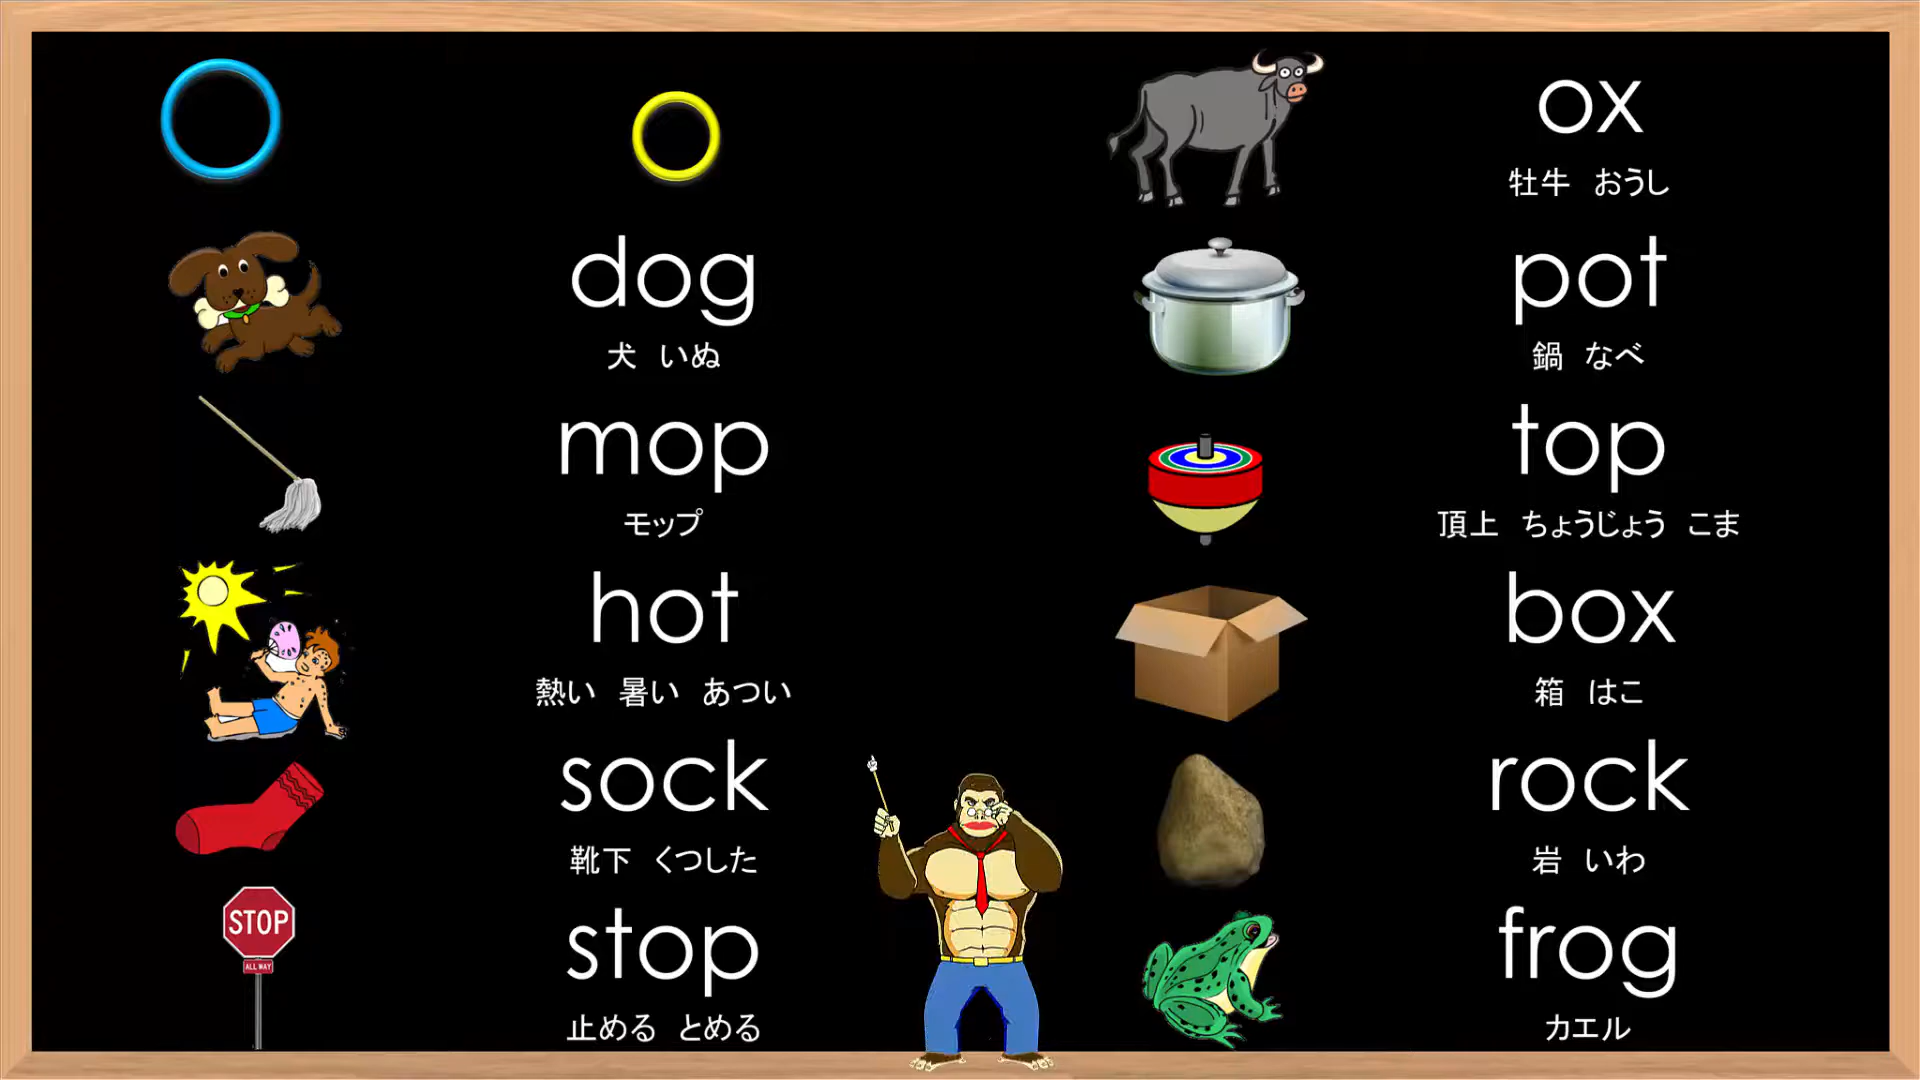 ox
牡牛 おうし
dog
犬 いぬ
pot
鍋 なべ
mop
モップ
top
頂上 ちょうじょう こま
hot
熱い 暑い あつい
box
箱 はこ
sock
靴下 くつした
rock
岩 いわ
STOP
ALL WAY
stop
止める とめる
frog
カエル